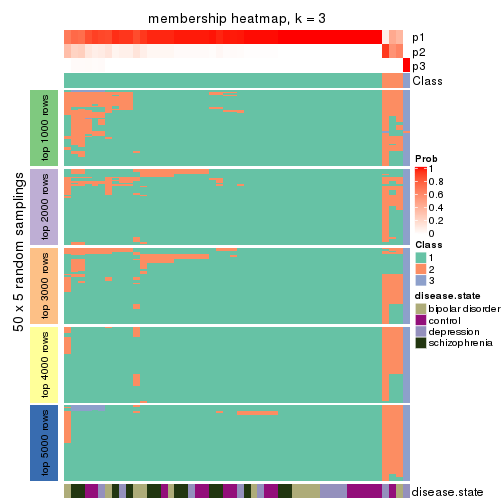 membership heatmap, k = 3
p1
p2
p3
Class
50 x 5 random samplings
top 1000 rows
top 2000 rows
top 3000 rows
top 4000 rows
top 5000 rows
Prob
1
0.8
0.6
0.4
0.2
0
Class
1
2
3
disease.state
bipolar disorder
control
depression
schizophrenia
disease.state